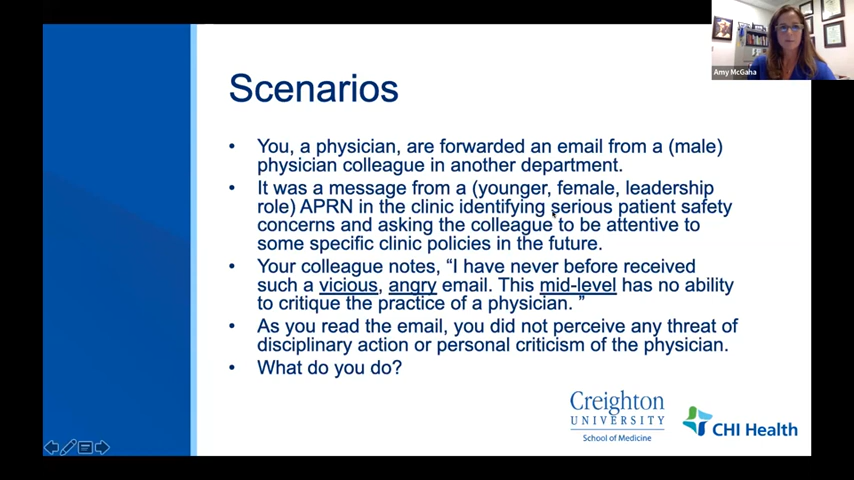 Amy McGaha
Scenarios
• You, a physician, are forwarded an email from a (male)
physician colleague in another department.
• It was a message from a (younger, female, leadership
role) APRN in the clinic identifying serious patient safety
concerns and asking the colleague to be attentive to
some specific clinic policies in the future.
• Your colleague notes, “I have never before received
such a vicious, angry email. This mid-level has no ability
to critique the practice of a physician. ”
• As you read the email, you did not perceive any threat of
disciplinary action or personal criticism of the physician.
• What do you do?
Creighton
UNIVERSITY
School of Medicine
CHI Health